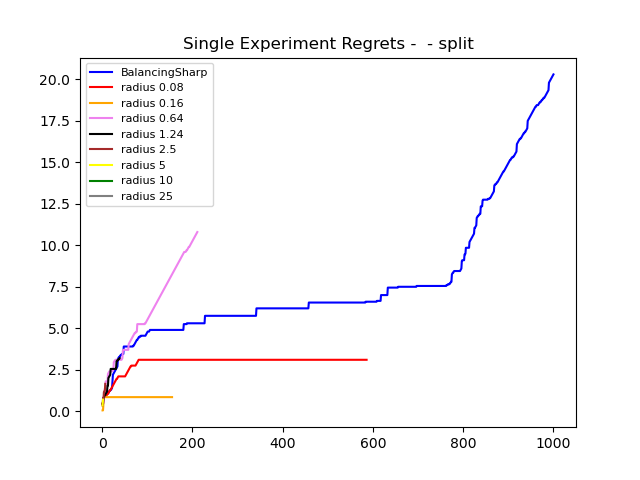 Single Experiment Regrets -  - split
BalancingSharp
radius 0.08
radius 0.16
radius 0.64
radius 1.24
radius 2.5
radius 5
radius 10
radius 25
20.0
17.5
15.0
12.5
10.0
7.5
5.0
2.5
0.0
0 200 400 600 800 1000